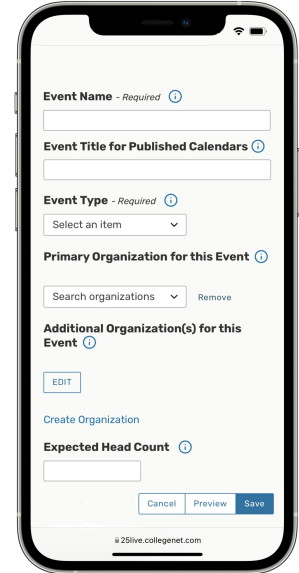 Event Name - Required
Event Title for Published Calendars
Event Type - Required
Select an item
Primary Organization for this Event
Search organizations Remove
Additional Organization(s) for this
Event
EDIT
Create Organization
Expected Head Count
Cancel Preview Save
25live.collegenet.com